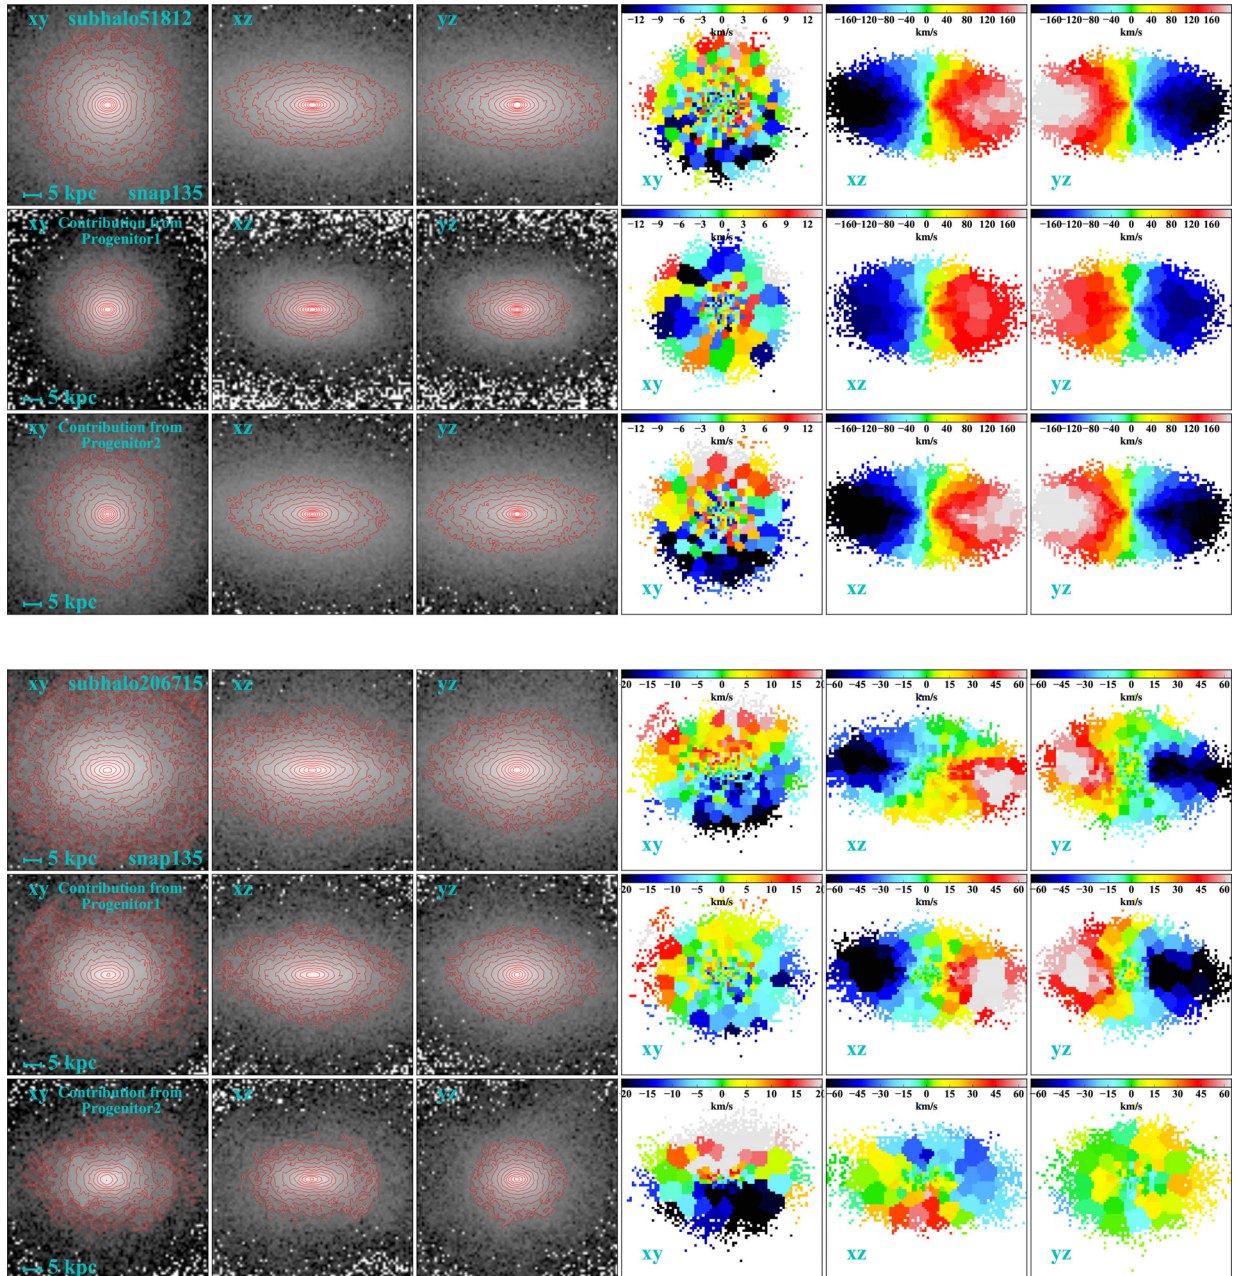 xy subhalo51812 xz yz −12 −9 −6 −3 0 3 6 9 12 −160−120−80 −40 0 40 80 120 160 −160−120−80 −40 0 40 80 120 160
km/s km/s km/s
5 kpc snap135 xy xz yz
xy Contribution from xz yz −12 −9 −6 −3 0 3 6 9 12 −160−120−80 −40 0 40 80 120 160 −160−120−80 −40 0 40 80 120 160
Progenitor1 km/s km/s km/s
5 kpc xy xz yz
xy Contribution from xz yz −12 −9 −6 −3 0 3 6 9 12 −160−120−80 −40 0 40 80 120 160 −160−120−80 −40 0 40 80 120 160
Progenitor2 km/s km/s km/s
5 kpc xy xz yz
xy subhalo206715 xz yz 20 −15 −10 −5 0 5 10 15 20 −60 −45 −30 −15 0 15 30 45 60 −60 −45 −30 −15 0 15 30 45 60
km/s km/s km/s
5 kpc snap135 xy xz yz
xy Contribution from xz yz 20 −15 −10 −5 0 5 10 15 20 −60 −45 −30 −15 0 15 30 45 60 −60 −45 −30 −15 0 15 30 45 60
Progenitor1 km/s km/s km/s
5 kpc xy xz yz
xy Contribution from xz yz 20 −15 −10 −5 0 5 10 15 20 −60 −45 −30 −15 0 15 30 45 60 −60 −45 −30 −15 0 15 30 45 60
Progenitor2 km/s km/s km/s
5 kpc xy xz yz